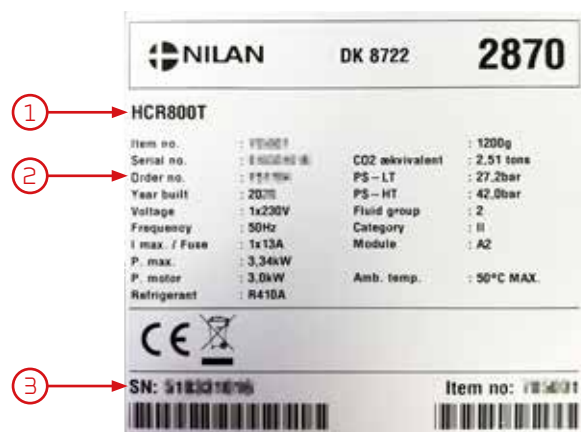 NILAN DK 8722 2870
1 HCR800T
Item no. : : 1200g
Serial no. : CO2 ækvivalent : 2,51 tons
2 Order no. : PS – LT : 27,2bar
Year built : PS – HT : 42,0bar
Voltage : 1x230V Fluid group : 2
Frequency : 50Hz Category : II
I max. / Fuse : 1x13A Module : A2
P. max. : 3,34kW
P. motor : 3,0kW Amb. temp. : 50°C MAX.
Refrigerant : R410A
CE
3 SN: Item no: